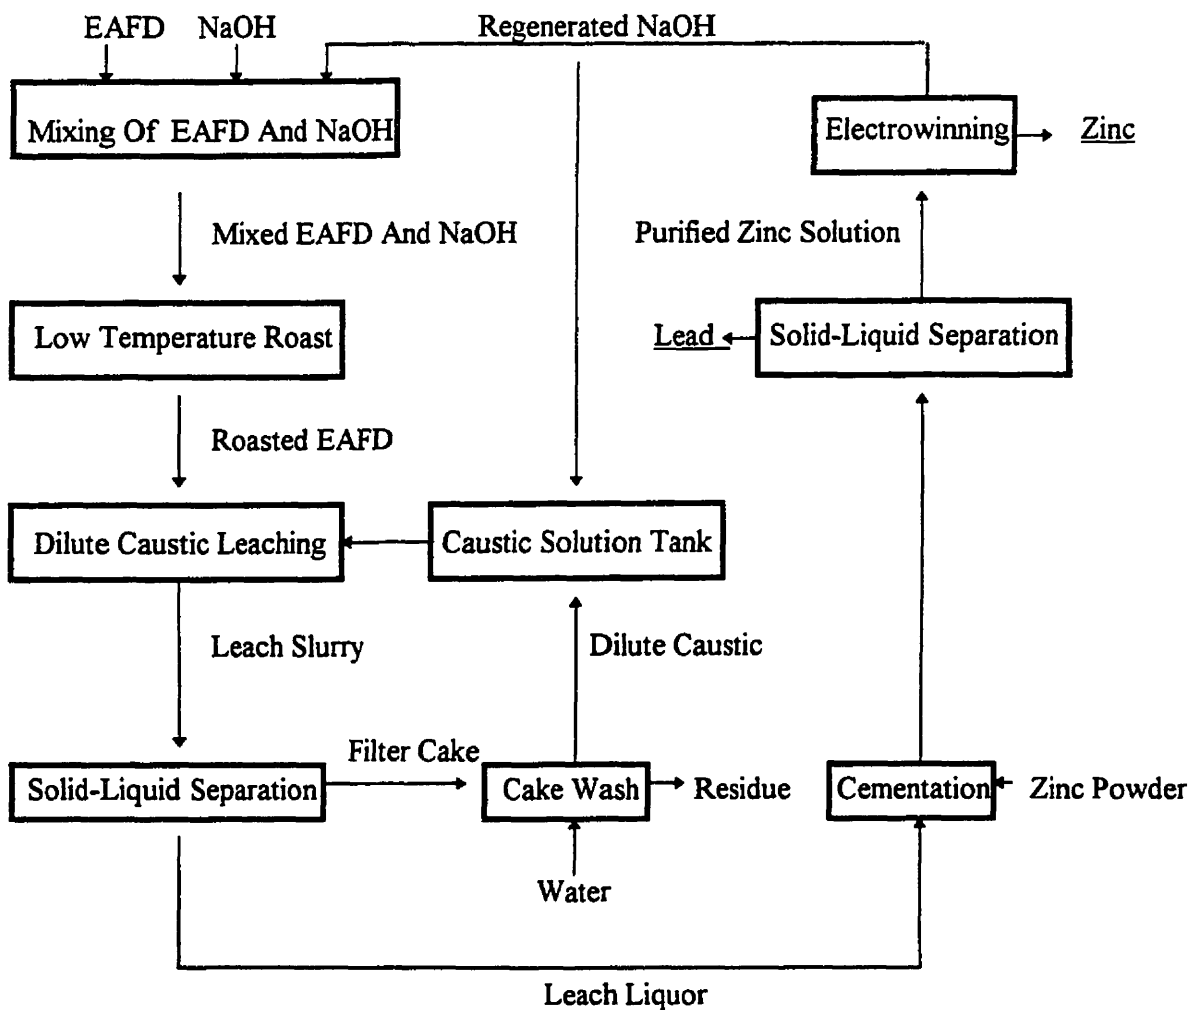 EAFD NaOH Regenerated NaOH
Mixing Of EAFD And NaOH
Electrowinning
Zinc
Mixed EAFD And NaOH
Purified Zinc Solution
Low Temperature Roast
Lead
Solid-Liquid Separation
Roasted EAFD
Dilute Caustic Leaching
Caustic Solution Tank
Leach Slurry
Dilute Caustic
Filter Cake
Solid-Liquid Separation
Cake Wash
Residue
Cementation
Zinc Powder
Water
Leach Liquor